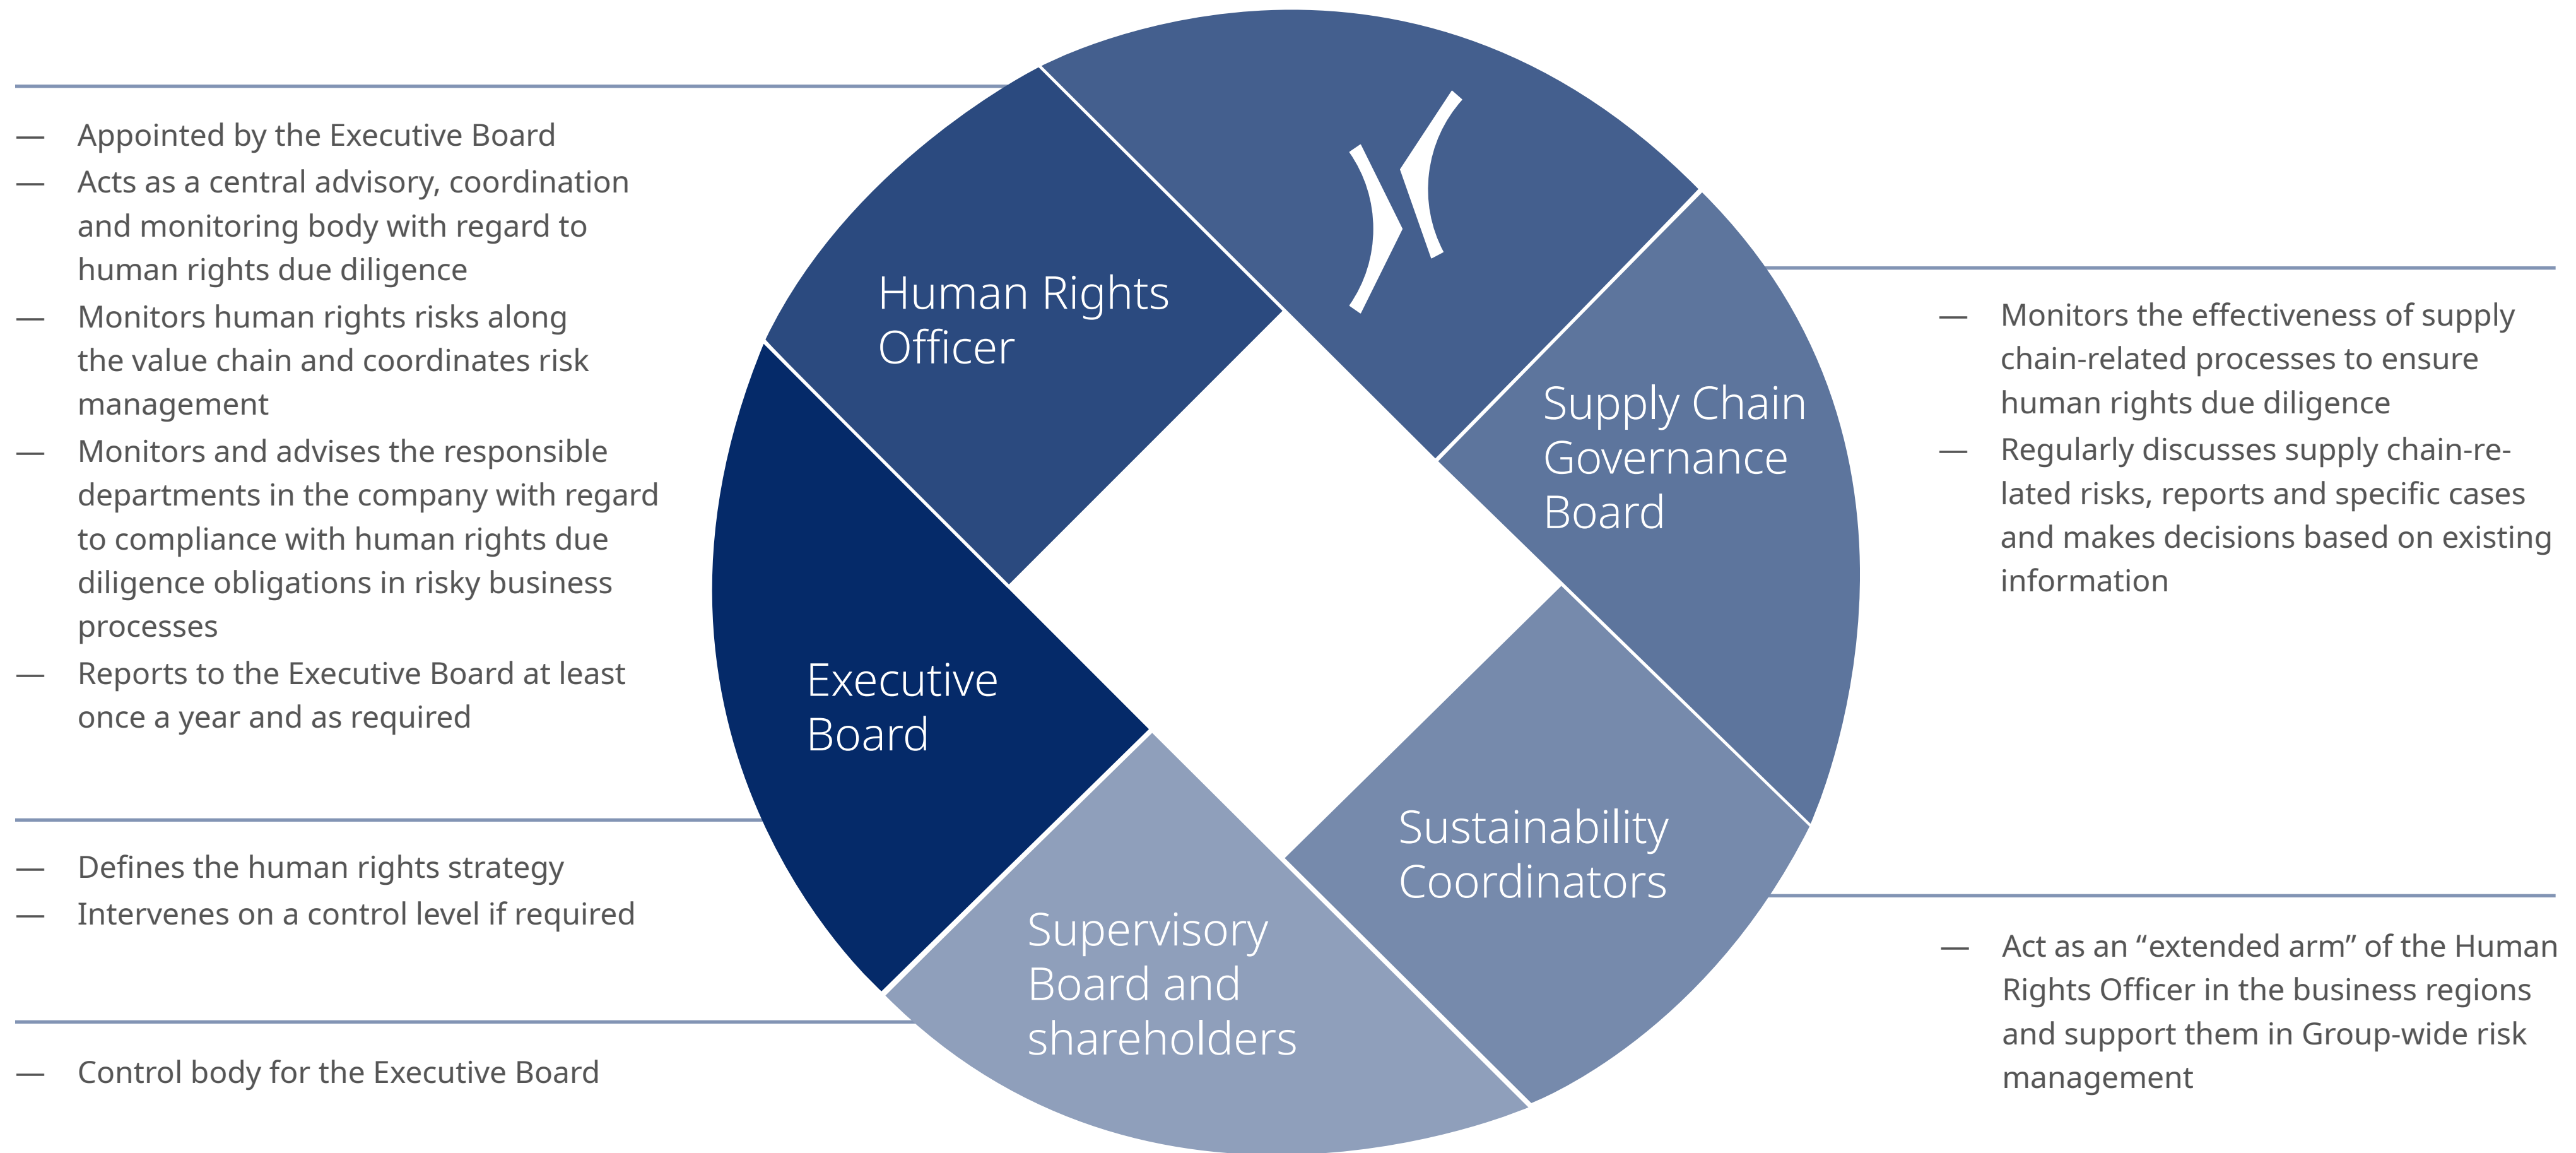 — Appointed by the Executive Board
— Acts as a central advisory, coordination
and monitoring body with regard to
human rights due diligence
— Monitors human rights risks along
the value chain and coordinates risk
management
— Monitors and advises the responsible
departments in the company with regard
to compliance with human rights due
diligence obligations in risky business
processes
— Reports to the Executive Board at least
once a year and as required
— Defines the human rights strategy
— Intervenes on a control level if required
— Control body for the Executive Board
Human Rights
Officer
Executive
Board
Supervisory
Board and
shareholders
Supply Chain
Governance
Board
Sustainability
Coordinators
— Monitors the effectiveness of supply
chain-related processes to ensure
human rights due diligence
— Regularly discusses supply chain-re-
lated risks, reports and specific cases
and makes decisions based on existing
information
— Act as an “extended arm” of the Human
Rights Officer in the business regions
and support them in Group-wide risk
management